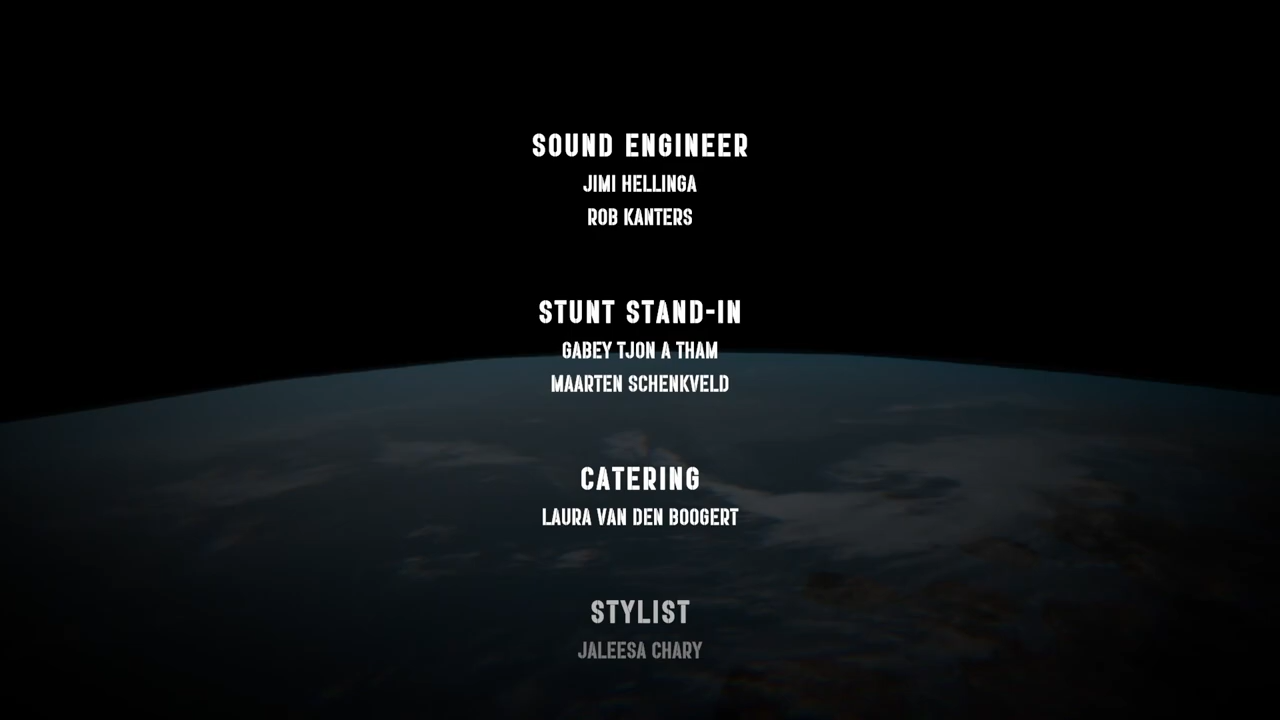 SOUND ENGINEER
JIMI HELLINGA
ROB KANTERS
STUNT STAND-IN
GABEY TJON A THAM
MAARTEN SCHENKVELD
CATERING
LAURA VAN DEN BOOGERT
STYLIST
JALEESA CHARY